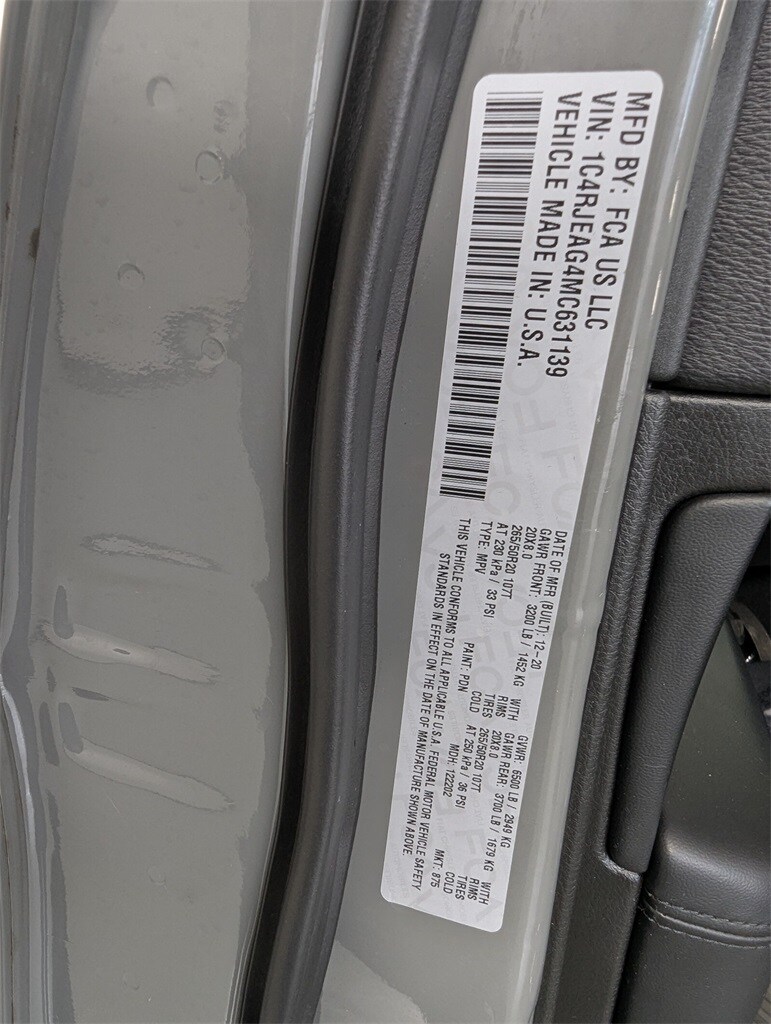 MFD BY: FCA US LLC
VIN: 1C4RJEAG4MC631139
VEHICLE MADE IN: U.S.A.
DATE OF MFR (BUILT): 12-20 GVWR: 6500 LB / 2949 KG
GAWR FRONT: 3200 LB / 1452 KG WITH GAWR REAR: 3700 LB / 1679 KG WITH
20X8.0 RIMS 20X8.0 RIMS
265/50R20 107T TIRES 265/50R20 107T TIRES
AT 230 kPa / 33 PSI COLD AT 250 kPa / 36 PSI COLD
TYPE: MPV PAINT: PDN MDH: 122202 MKT: 875
THIS VEHICLE CONFORMS TO ALL APPLICABLE U.S.A. FEDERAL MOTOR VEHICLE SAFETY
STANDARDS IN EFFECT ON THE DATE OF MANUFACTURE SHOWN ABOVE.